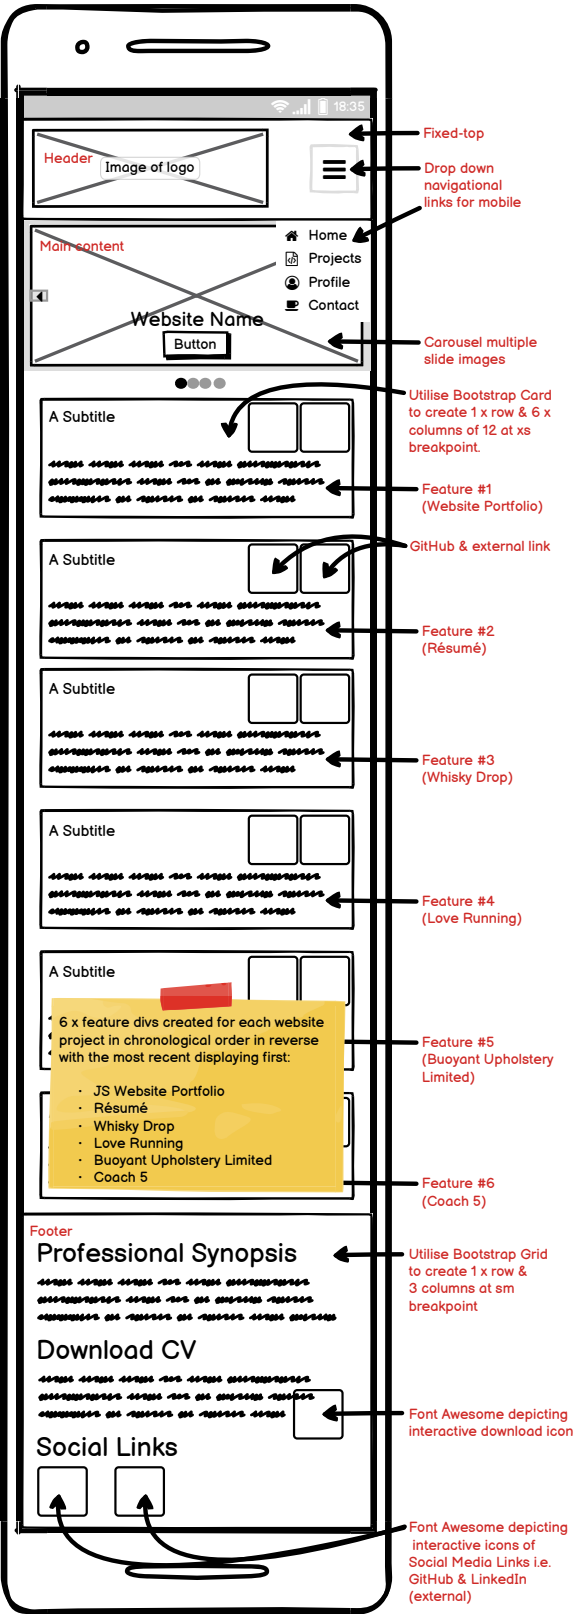 18:35
Fixed-top
Header
Image of logo
Drop down
navigational
links for mobile
Main content
Home
Projects
Profile
Contact
Website Name
Button
Carousel multiple
slide images
Utilise Bootstrap Card
to create 1 x row & 6 x
columns of 12 at xs
breakpoint.
A Subtitle
Feature #1
(Website Portfolio)
GitHub & external link
A Subtitle
Feature #2
(Résumé)
A Subtitle
Feature #3
(Whisky Drop)
A Subtitle
Feature #4
(Love Running)
A Subtitle
6 x feature divs created for each website
project in chronological order in reverse
with the most recent displaying first:
· JS Website Portfolio
· Résumé
· Whisky Drop
· Love Running
· Buoyant Upholstery Limited
· Coach 5
Feature #5
(Buoyant Upholstery
Limited)
Feature #6
(Coach 5)
Footer
Professional Synopsis
Utilise Bootstrap Grid
to create 1 x row &
3 columns at sm
breakpoint
Download CV
Font Awesome depicting
interactive download icon
Social Links
Font Awesome depicting
interactive icons of
Social Media Links i.e.
GitHub & LinkedIn
(external)